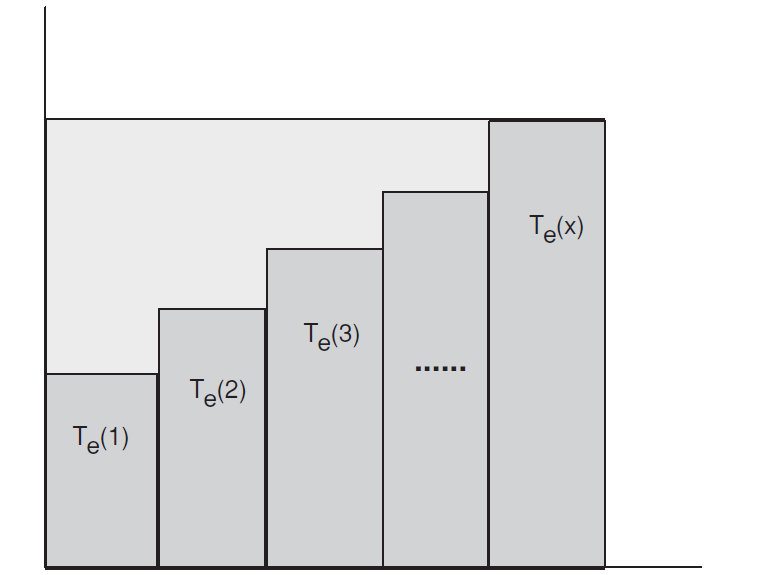 Te(1)
Te(2)
Te(3)
......
Te(x)